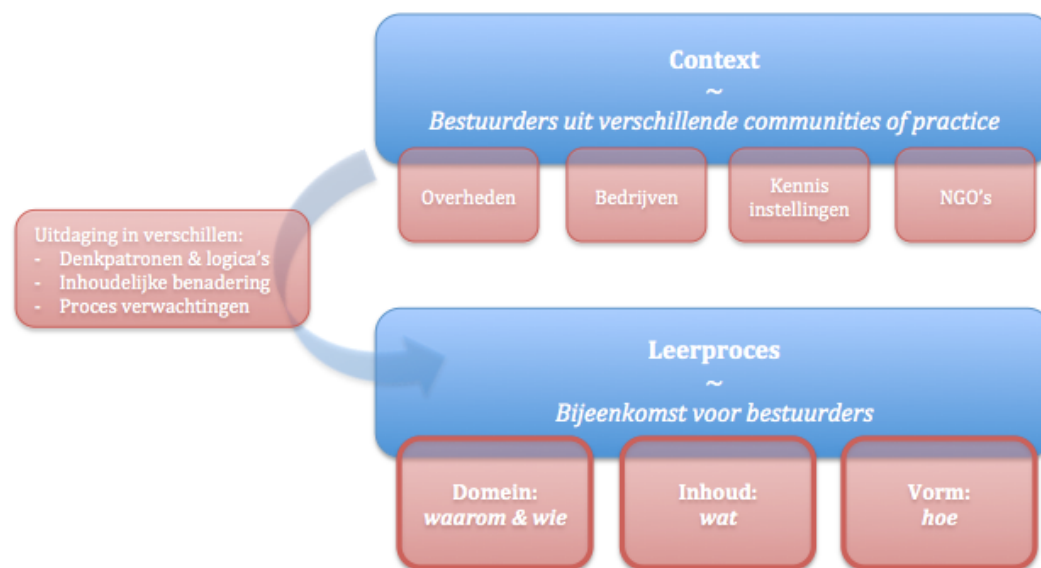 Context
~
Bestuurders uit verschillende communities of practice
Overheden
Bedrijven
Kennis
instellingen
NGO's
Uitdaging in verschillen:
- Denkpatronen & logica's
- Inhoudelijke benadering
- Proces verwachtingen
Leerproces
~
Bijeenkomst voor bestuurders
Domein:
waarom & wie
Inhoud:
wat
Vorm:
hoe